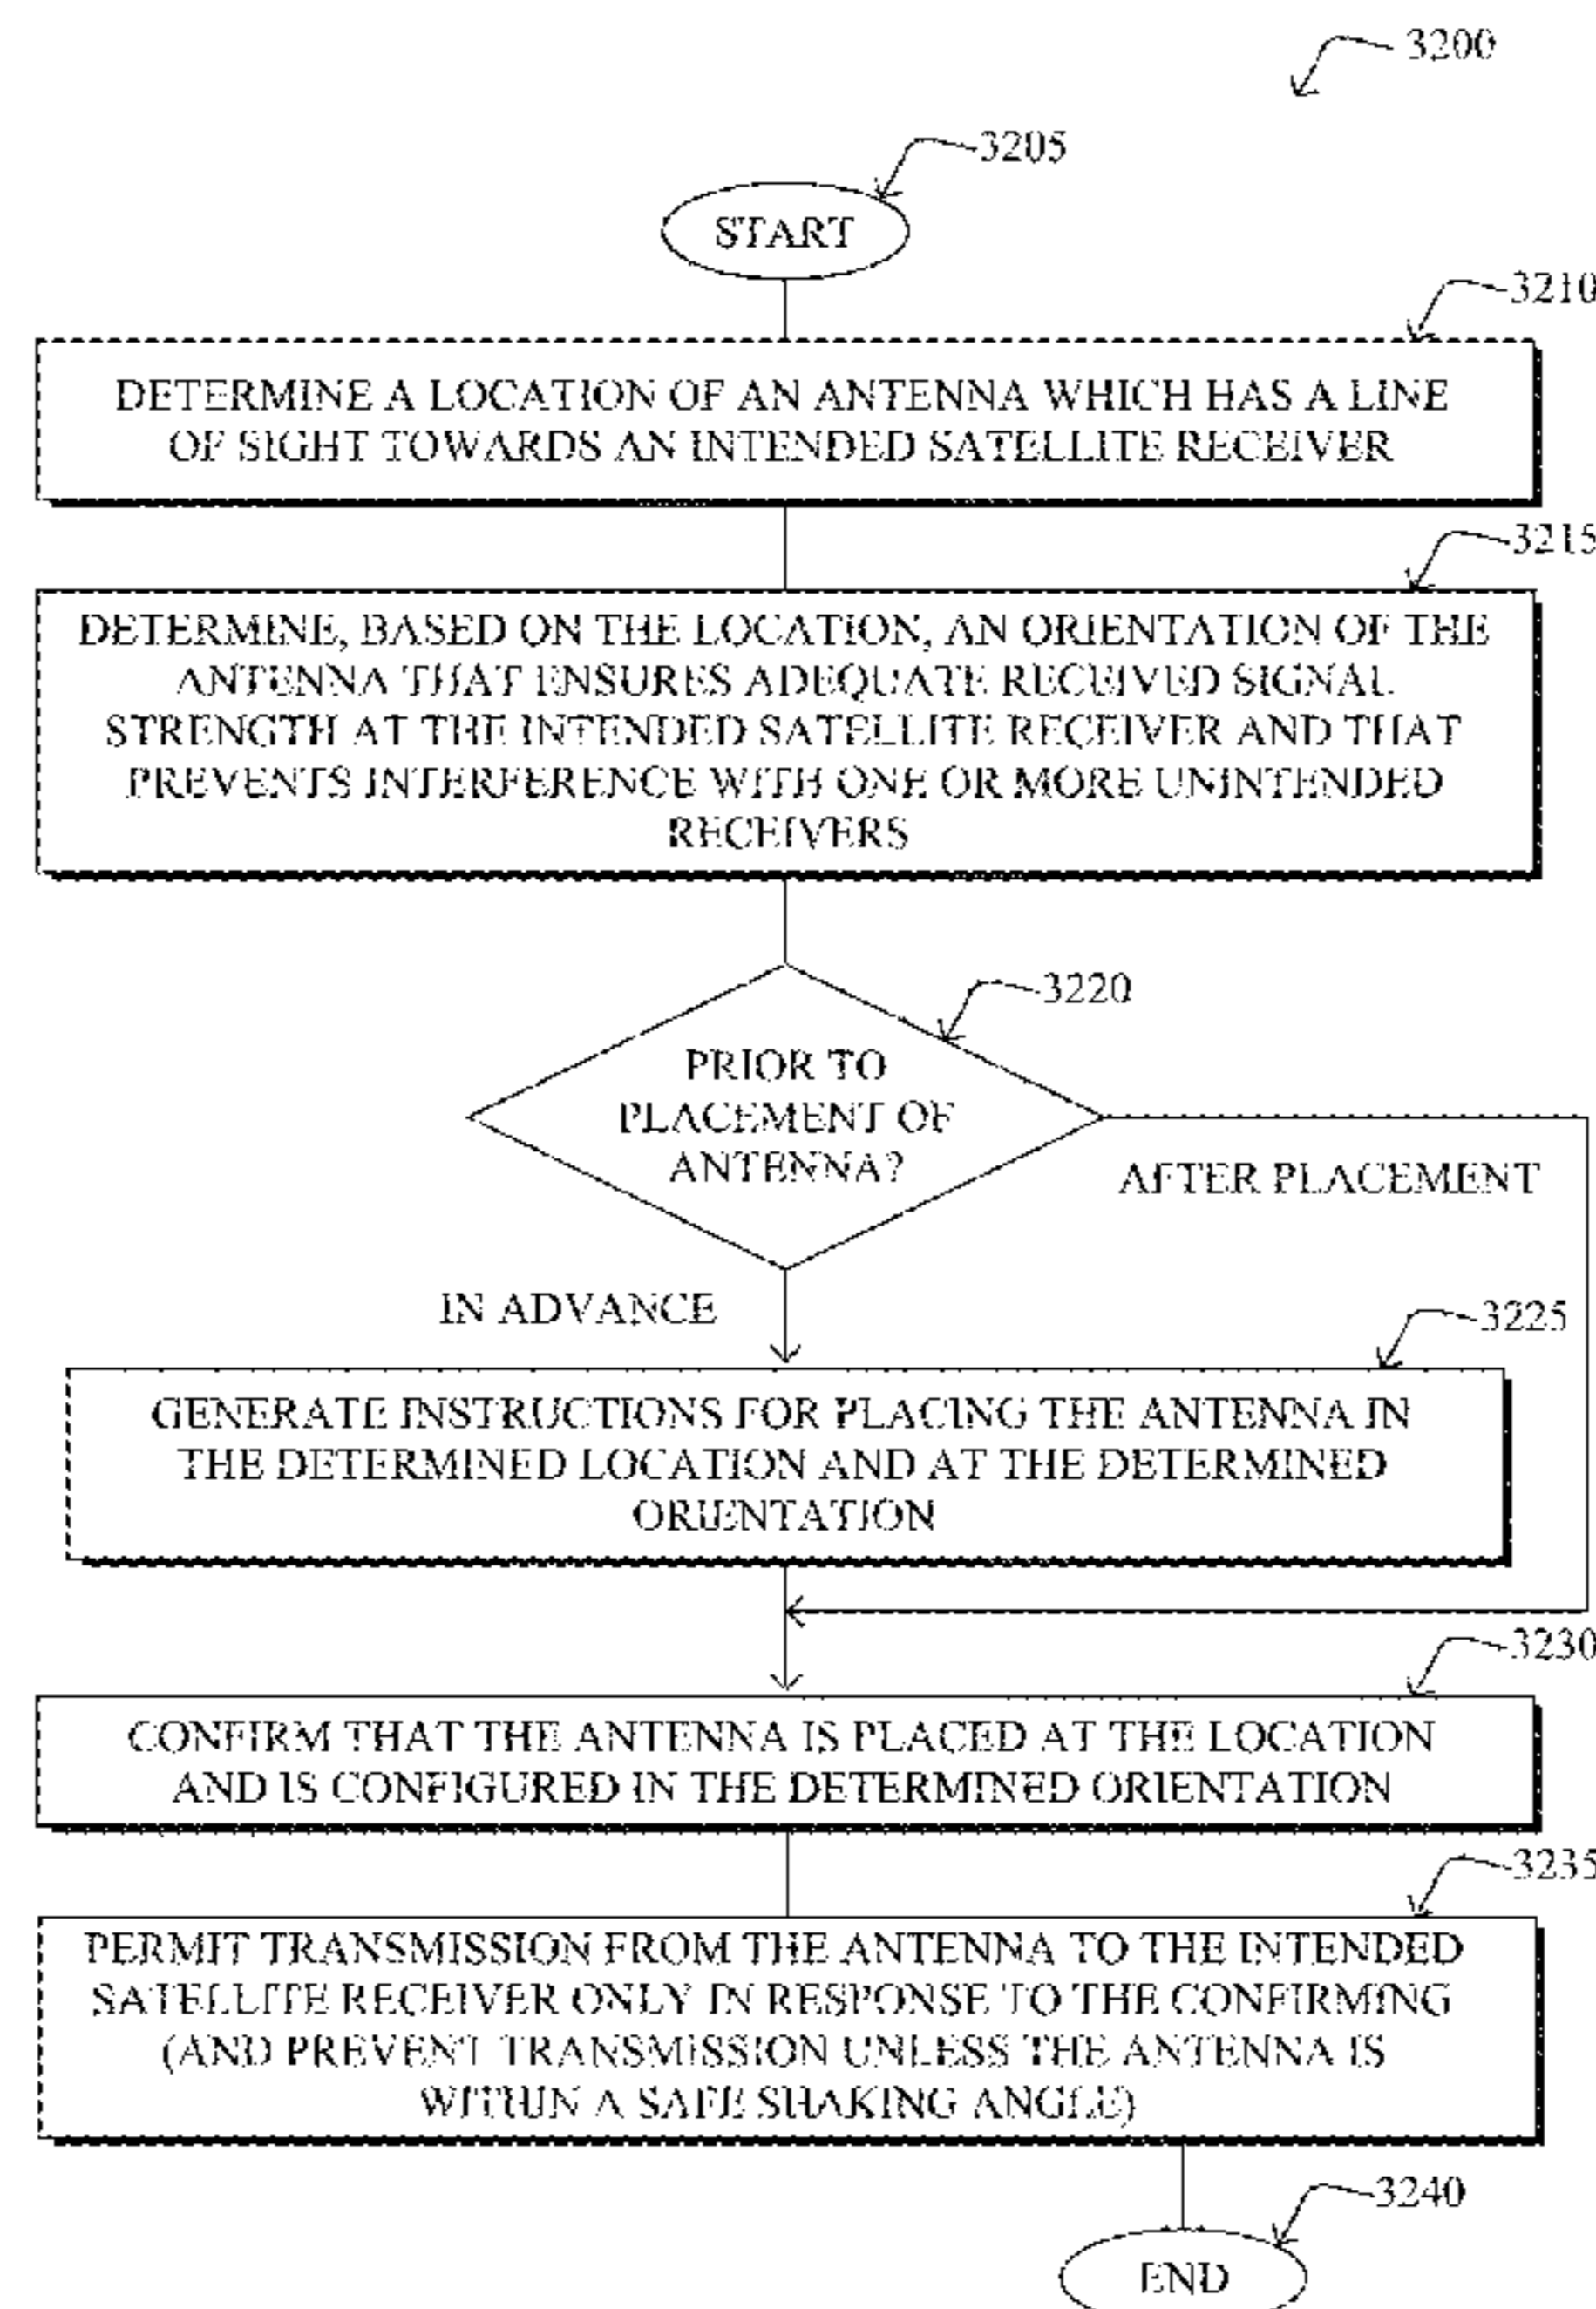 3200
3205
START
3210
DETERMINE A LOCATION OF AN ANTENNA WHICH HAS A LINE
OF SIGHT TOWARDS AN INTENDED SATELLITE RECEIVER
3215
DETERMINE, BASED ON THE LOCATION, AN ORIENTATION OF THE
ANTENNA THAT ENSURES ADEQUATE RECEIVED SIGNAL
STRENGTH AT THE INTENDED SATELLITE RECEIVER AND THAT
PREVENTS INTERFERENCE WITH ONE OR MORE UNINTENDED
RECEIVERS
3220
PRIOR TO
PLACEMENT OF
ANTENNA?
AFTER PLACEMENT
IN ADVANCE
3225
GENERATE INSTRUCTIONS FOR PLACING THE ANTENNA IN
THE DETERMINED LOCATION AND AT THE DETERMINED
ORIENTATION
3230
CONFIRM THAT THE ANTENNA IS PLACED AT THE LOCATION
AND IS CONFIGURED IN THE DETERMINED ORIENTATION
3235
PERMIT TRANSMISSION FROM THE ANTENNA TO THE INTENDED
SATELLITE RECEIVER ONLY IN RESPONSE TO THE CONFIRMING
(AND PREVENT TRANSMISSION UNLESS THE ANTENNA IS
WITHIN A SAFE SHAKING ANGLE)
3240
END